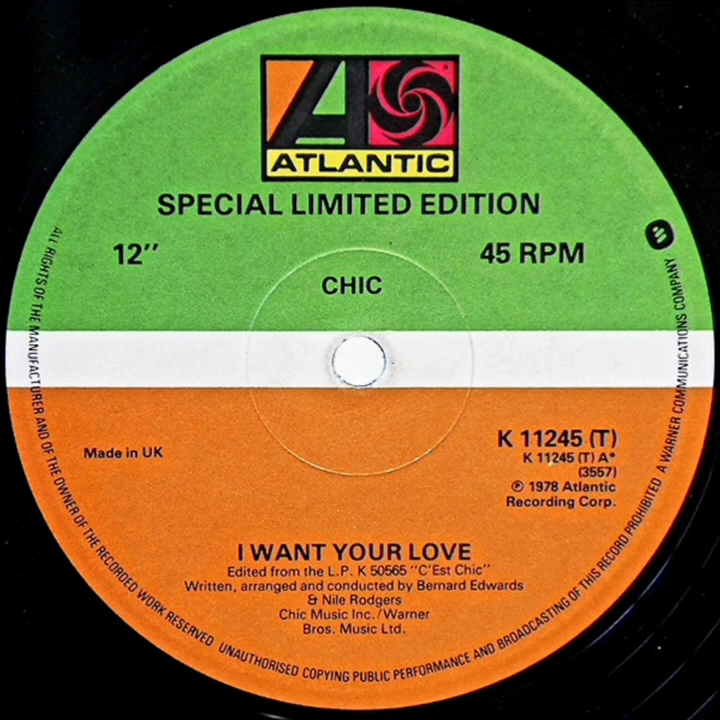 ATLANTIC
SPECIAL LIMITED EDITION
12″ 45 RPM
CHIC
Made in UK
K 11245 (T)
K 11245 (T) A*
(3557)
℗ 1978 Atlantic
Recording Corp.
I WANT YOUR LOVE
Edited from the L.P. K 50565 "C'Est Chic"
Written, arranged and conducted by Bernard Edwards
& Nile Rodgers
Chic Music Inc./Warner
Bros. Music Ltd.
ALL RIGHTS OF THE MANUFACTURER AND OF THE OWNER OF THE RECORDED WORK RESERVED UNAUTHORISED COPYING PUBLIC PERFORMANCE AND BROADCASTING OF THIS RECORD PROHIBITED A WARNER COMMUNICATIONS COMPANY